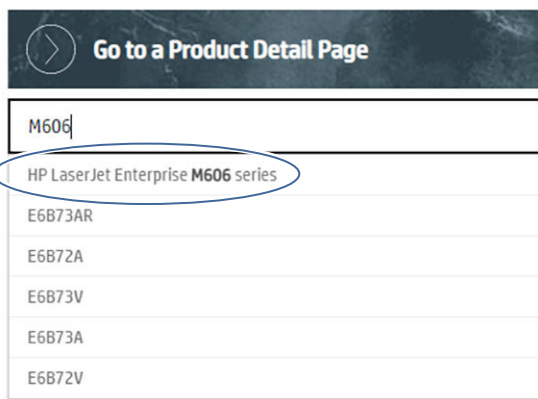 Go to a Product Detail Page
M606
HP LaserJet Enterprise M606 series
E6B73AR
E6B72A
E6B73V
E6B73A
E6B72V